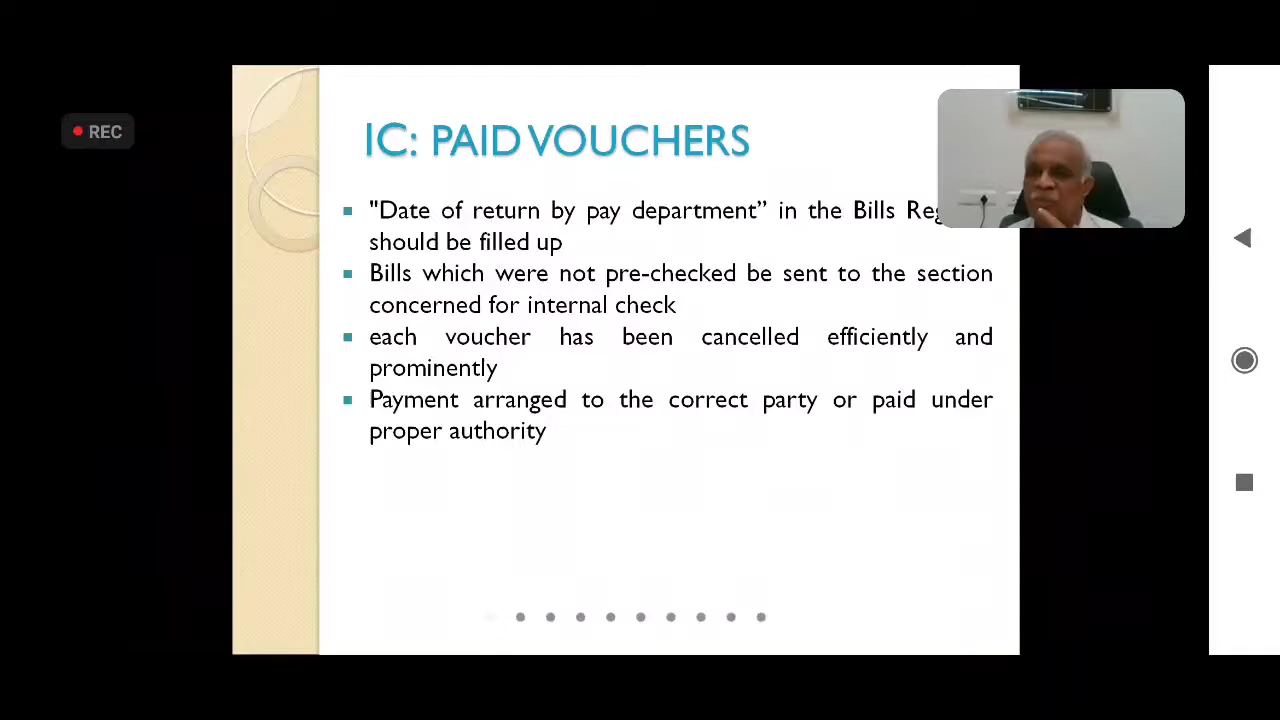 REC
IC: PAID VOUCHERS
"Date of return by pay department” in the Bills
should be filled up
Bills which were not pre-checked be sent to the section
concerned for internal check
each voucher has been cancelled efficiently and
prominently
Payment arranged to the correct party or paid under
proper authority